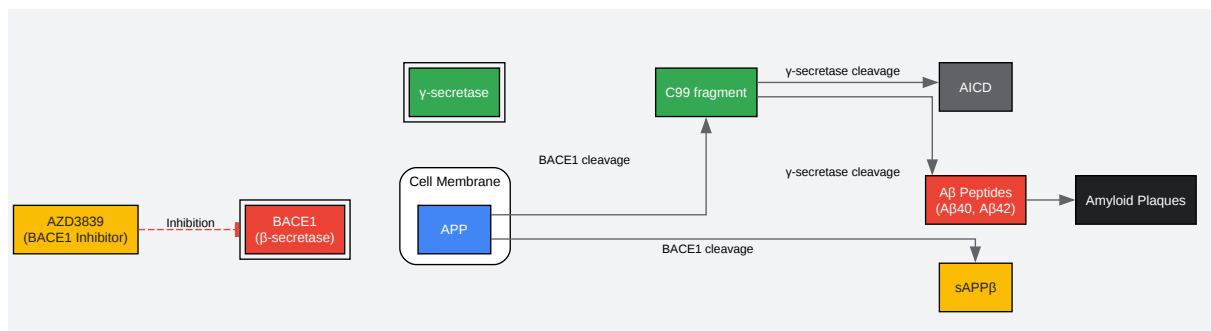 γ-secretase
C99 fragment
γ-secretase cleavage
AICD
BACE1 cleavage
γ-secretase cleavage
Cell Membrane
APP
Aβ Peptides
(Aβ40, Aβ42)
Amyloid Plaques
AZD3839
(BACE1 Inhibitor)
Inhibition
BACE1
(β-secretase)
BACE1 cleavage
sAPPβ